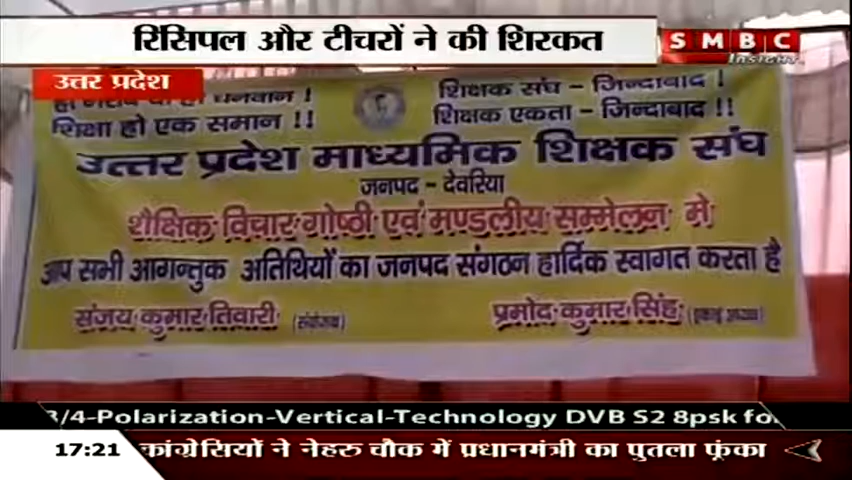 रिंसिपल और टीचरों ने की शिरकत
SMBC
Insight
उत्तर प्रदेश
धनवान !
शिक्षा हो एक समान !!
शिक्षक संघ - जिन्दाबाद !
शिक्षक एकता - जिन्दाबाद !!
उत्तर प्रदेश माध्यमिक शिक्षक संघ
जनपद - देवरिया
शैक्षिक विचार गोष्ठी एवं मण्डलीय सम्मेलन मे
आप सभी आगन्तुक अतिथियों का जनपद संगठन हार्दिक स्वागत करता है
संजय कुमार तिवारी
प्रमोद कुमार सिंह
3/4-Polarization-Vertical-Technology DVB S2 8psk fo
17:21 कांग्रेसियों ने नेहरु चौक में प्रधानमंत्री का पुतला फूंका